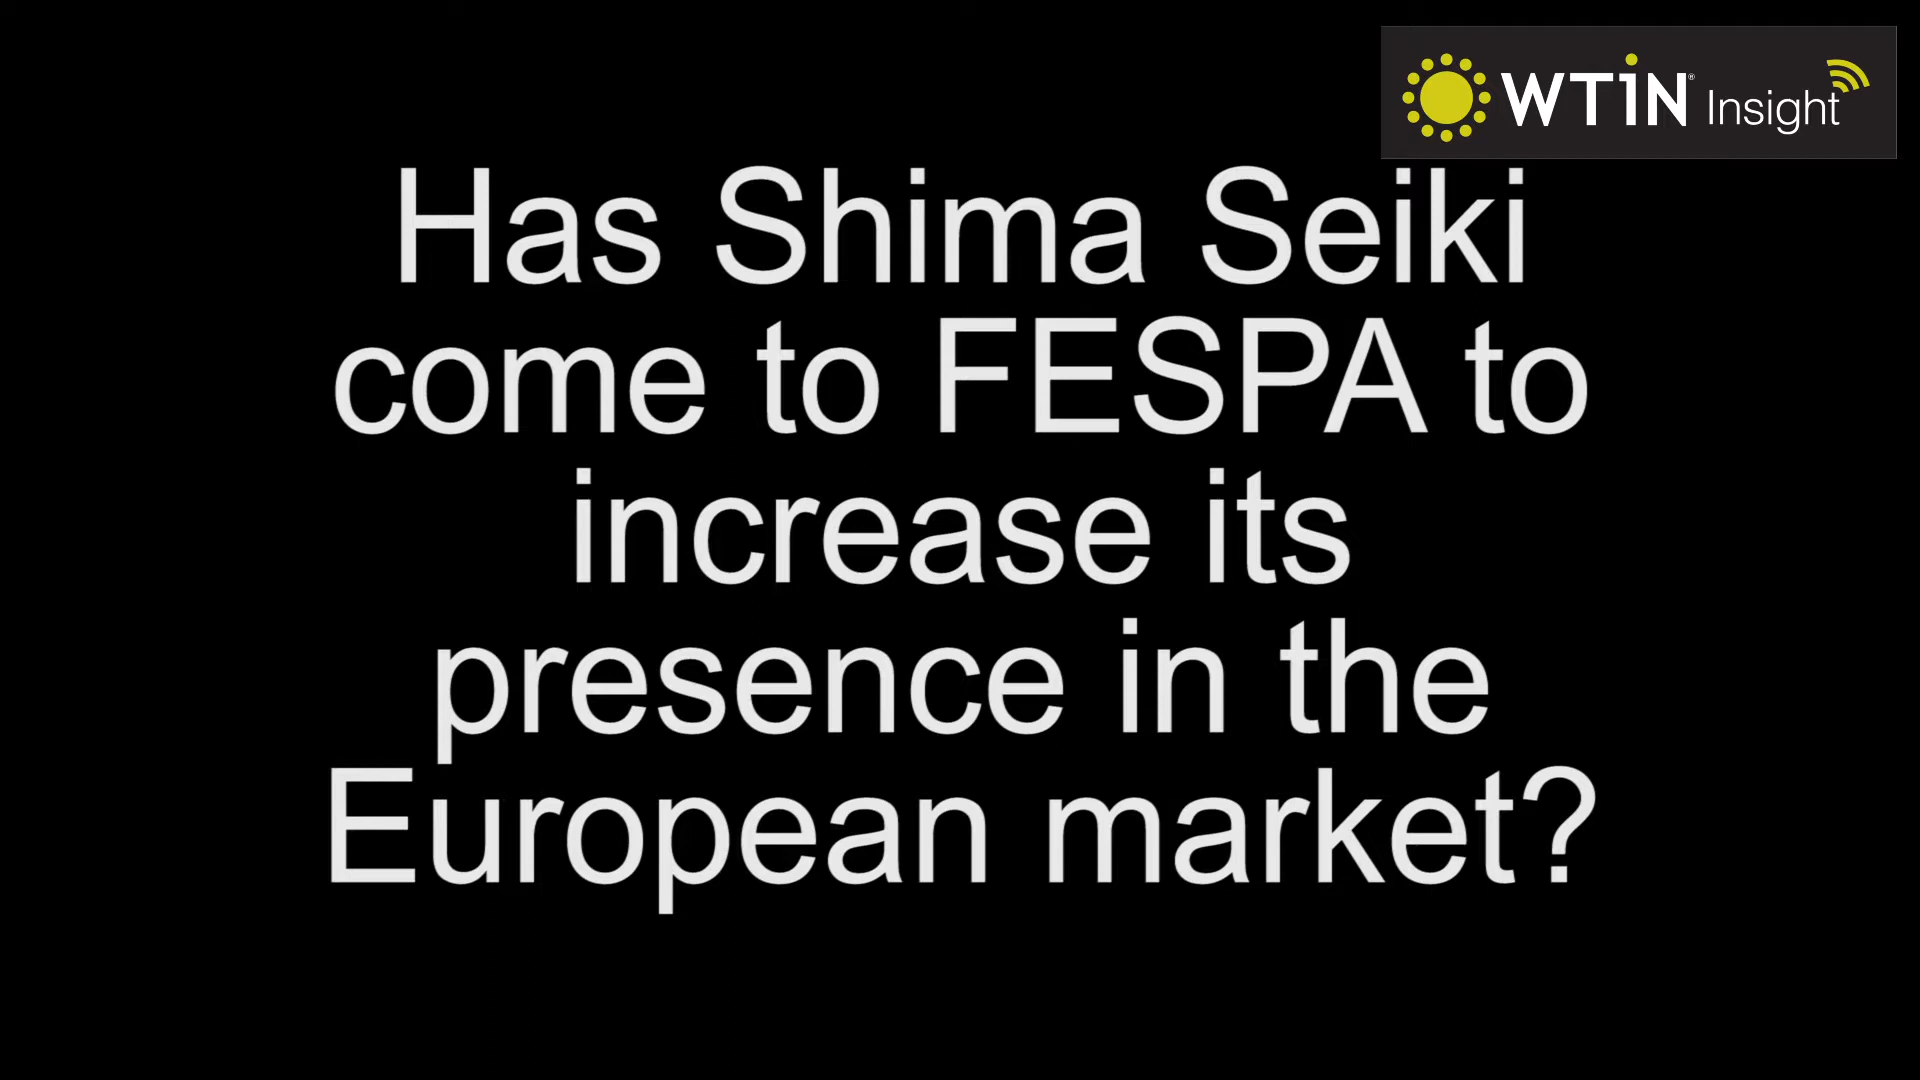 WTiN® Insight
Has Shima Seiki
come to FESPA to
increase its
presence in the
European market?